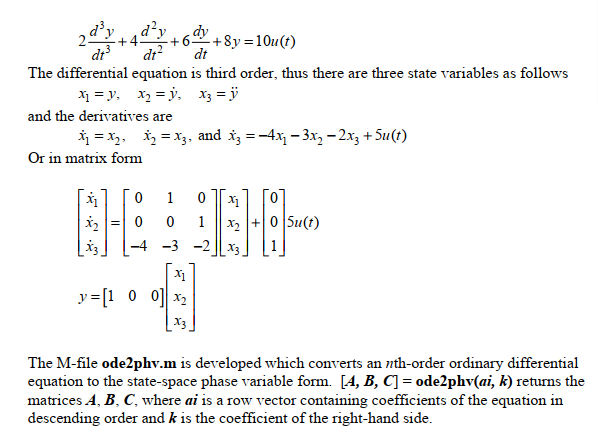 2 d³y/dt³ + 4 d²y/dt² + 6 dy/dt + 8y = 10u(t)
The differential equation is third order, thus there are three state variables as follows
x₁ = y, x₂ = ẏ, x₃ = ÿ
and the derivatives are
ẋ₁ = x₂, ẋ₂ = x₃, and ẋ₃ = −4x₁ − 3x₂ − 2x₃ + 5u(t)
Or in matrix form
[ẋ₁] [0 1 0] [x₁] [0]
[ẋ₂] = [0 0 1] [x₂] + [0] 5u(t)
[ẋ₃] [−4 −3 −2] [x₃] [1]
[x₁]
y = [1 0 0] [x₂]
[x₃]
The M-file ode2phv.m is developed which converts an nth-order ordinary differential
equation to the state-space phase variable form. [A, B, C] = ode2phv(ai, k) returns the
matrices A, B, C, where ai is a row vector containing coefficients of the equation in
descending order and k is the coefficient of the right-hand side.